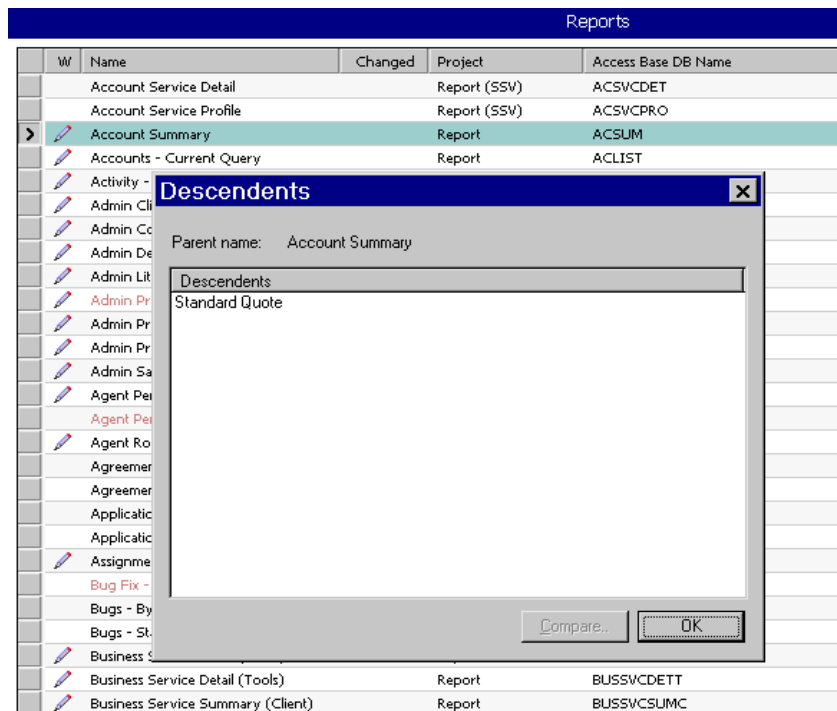 Reports
W Name Changed Project Access Base DB Name
Account Service Detail Report (SSV) ACSVCDET
Account Service Profile Report (SSV) ACSVCPRO
Account Summary Report ACSUM
Accounts - Current Query Report ACLIST
Activity -
Descendents
Admin Cli
Admin Co
Parent name: Account Summary
Admin De
Admin Lit
Descendents
Admin Pr
Standard Quote
Admin Pr
Admin Pr
Admin Sa
Agent Per
Agent Per
Agent Ro
Agreemer
Agreemer
Applicatic
Applicatic
Assignme
Bug Fix -
Bugs - By
Bugs - St
Compare.. OK
Business S
Business Service Detail (Tools) Report BUSSVCDETT
Business Service Summary (Client) Report BUSSVCSUMC